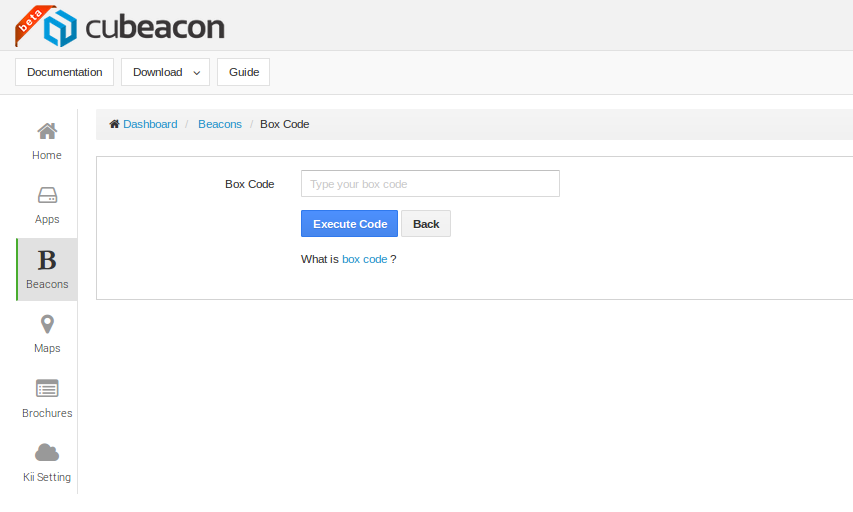 beta
cubeacon
Documentation Download Guide
Dashboard / Beacons / Box Code
Home
Box Code Type your box code
Apps
Execute Code Back
What is box code ?
B
Beacons
Maps
Brochures
Kii Setting